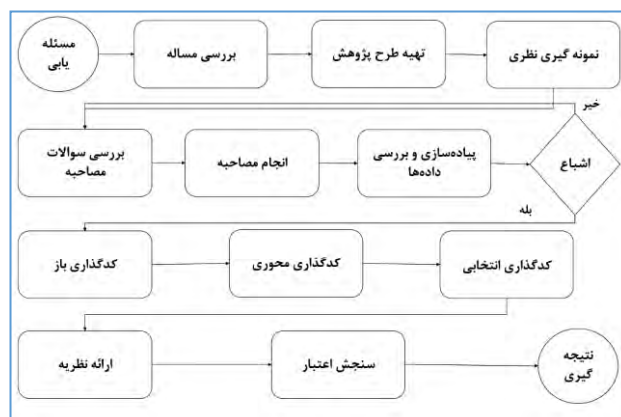 مسئله
یابی
بررسی مساله
تهیه طرح پژوهش
نمونه گیری نظری
خیر
بررسی سوالات
مصاحبه
انجام مصاحبه
پیاده‌سازی و بررسی
داده‌ها
اشباع
بله
کدگذاری باز
کدگذاری محوری
کدگذاری انتخابی
ارائه نظریه
سنجش اعتبار
نتیجه
گیری